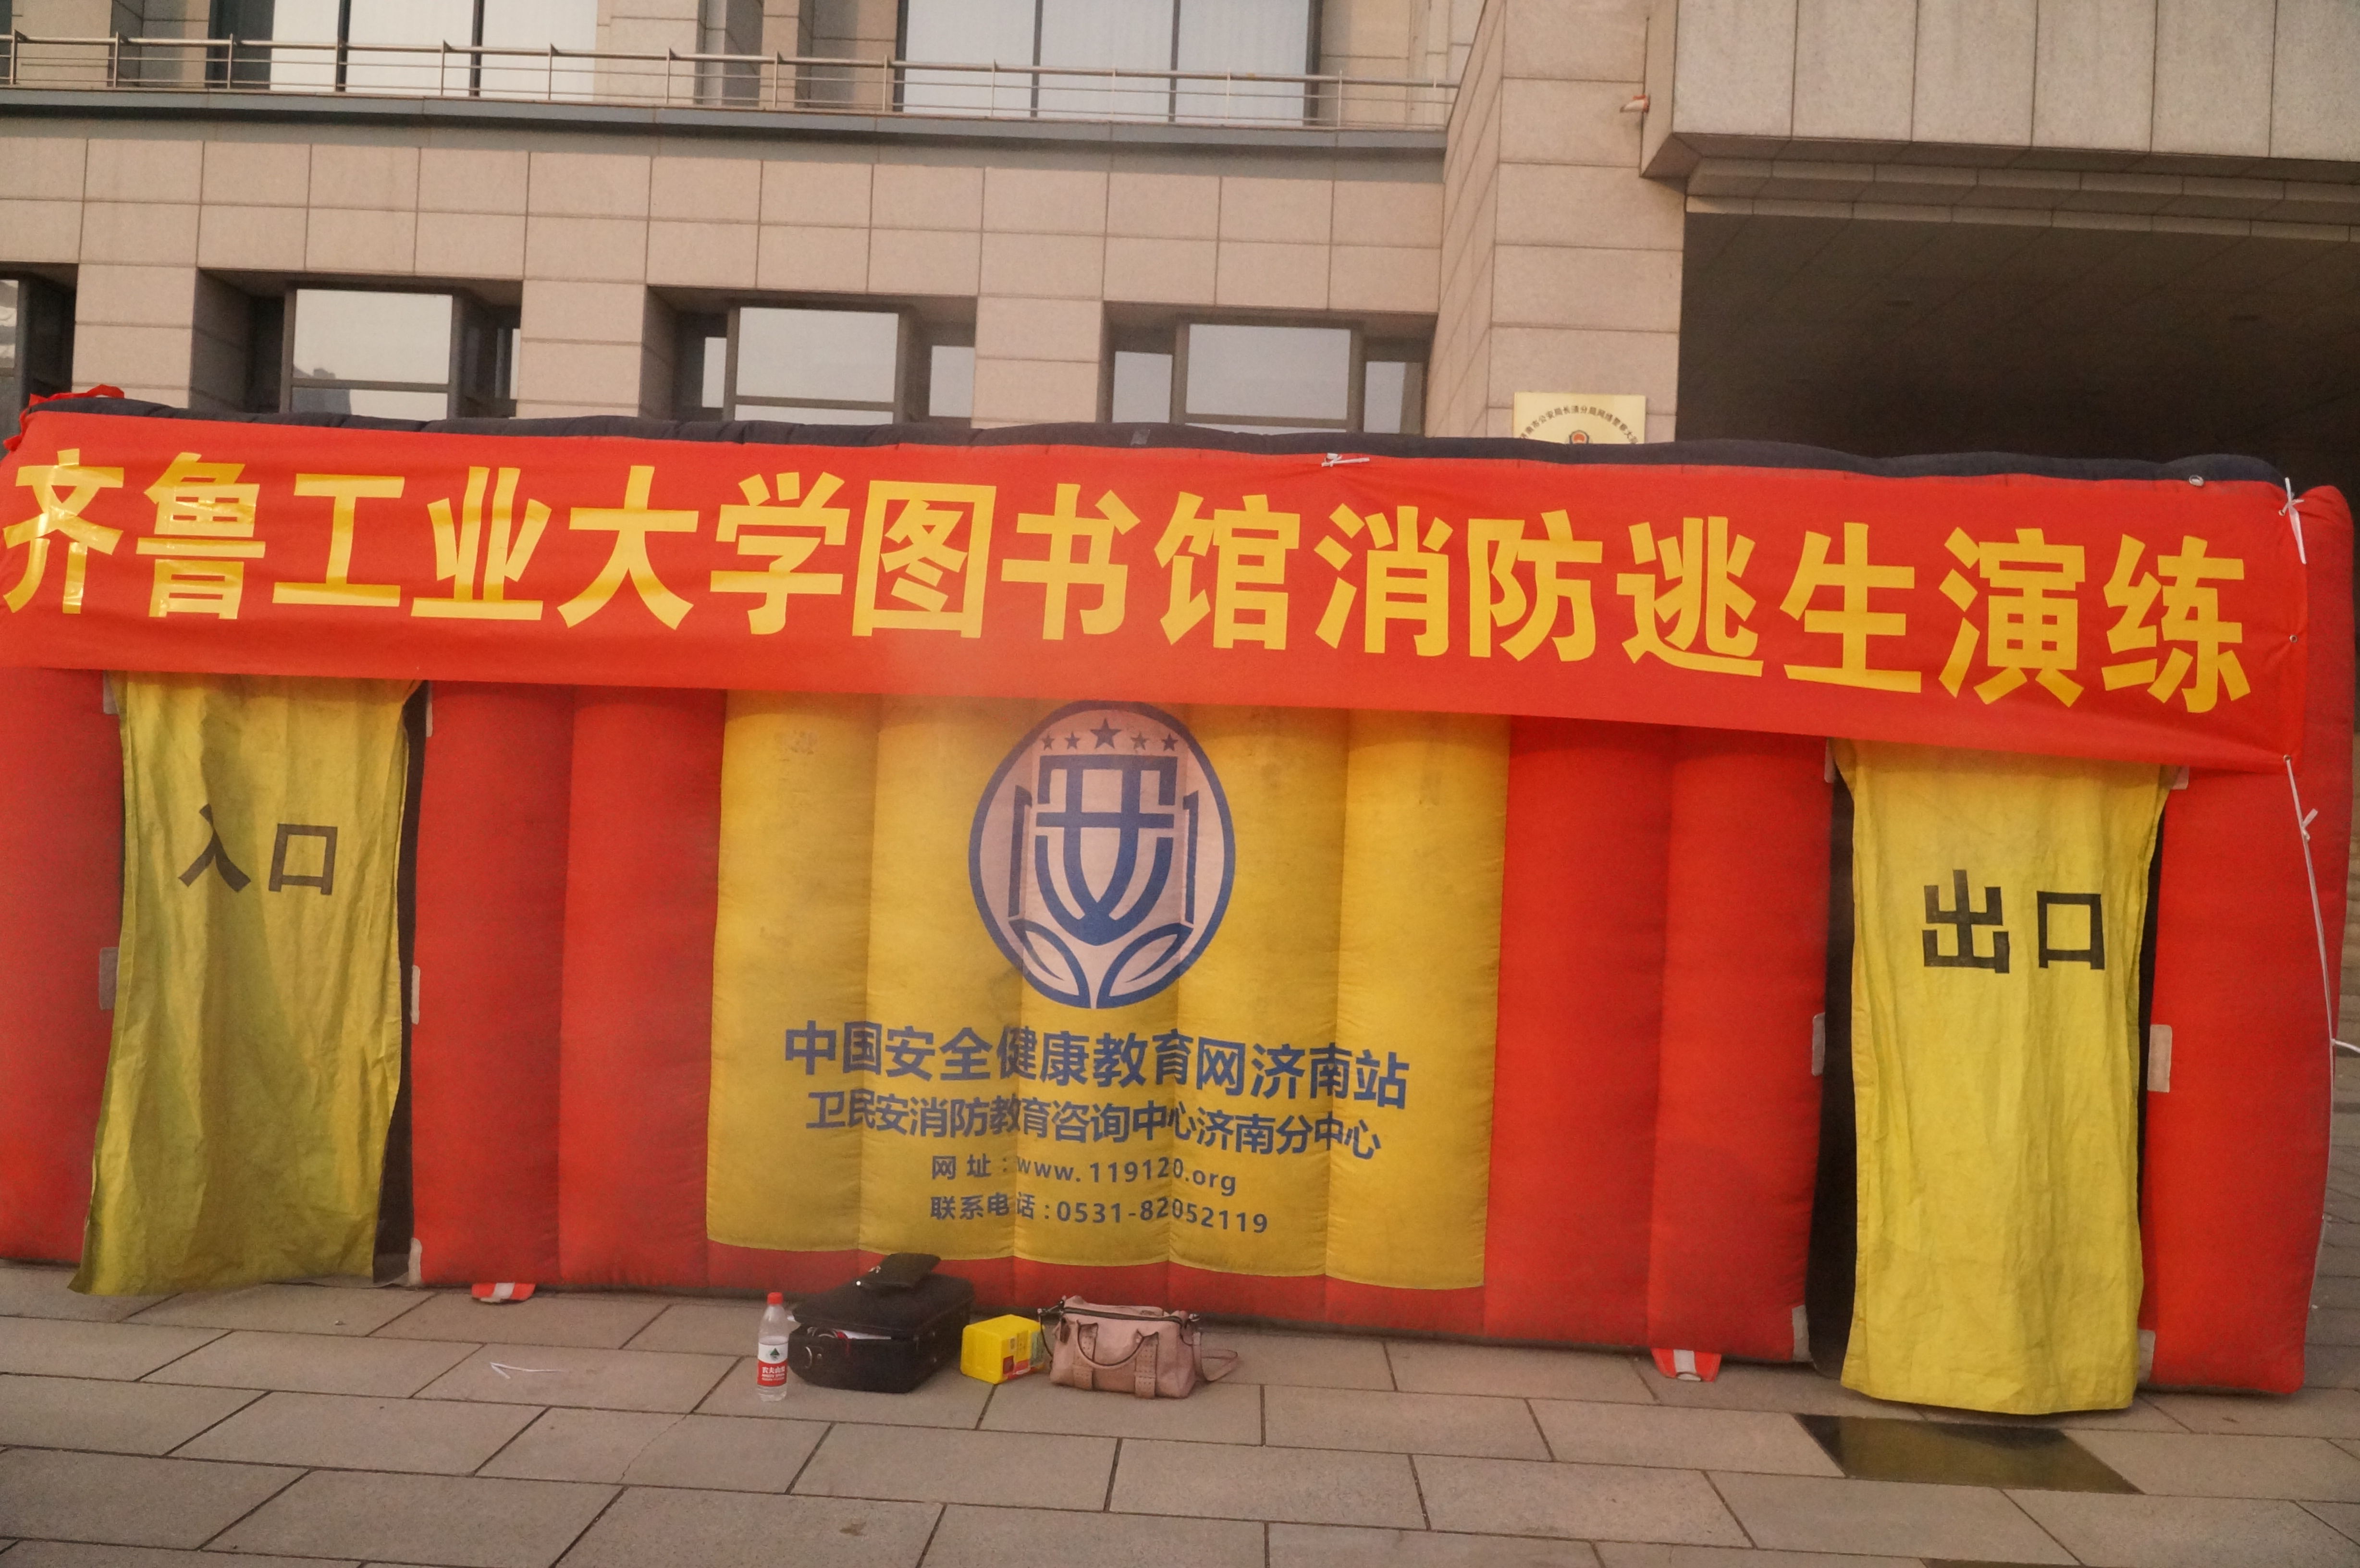 齐鲁工业大学图书馆消防逃生演练
入口
出口
中国安全健康教育网济南站
卫民安消防教育咨询中心济南分中心
网址:www.119120.org
联系电话:0531-82052119